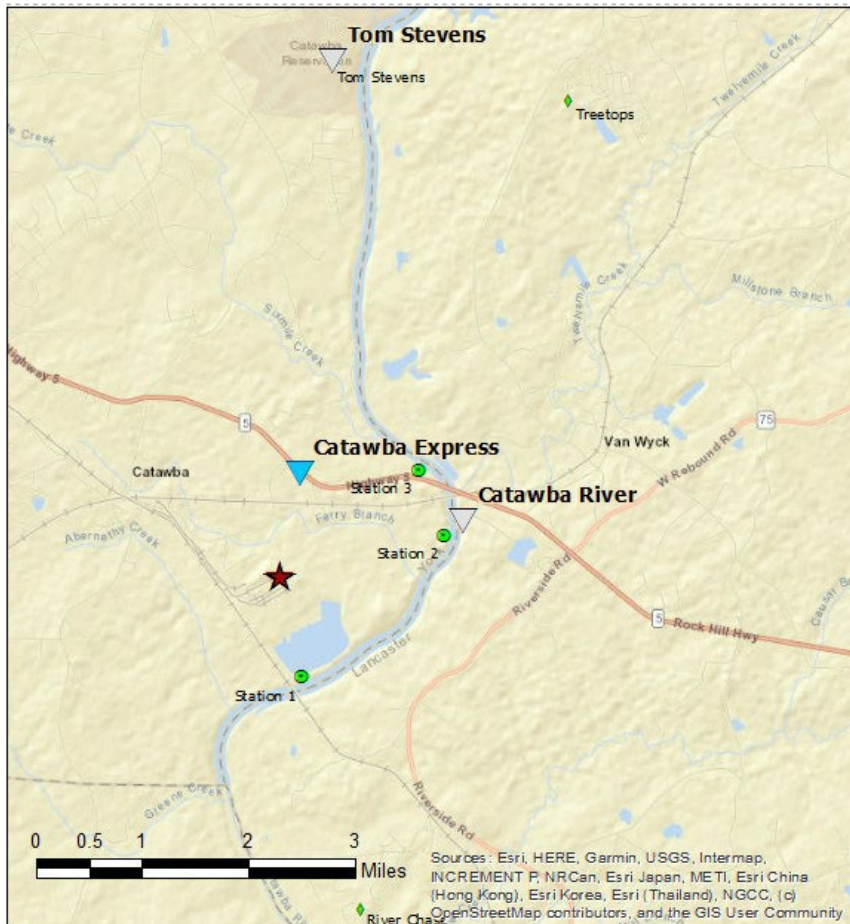 Tom Stevens
Catawba
Reservation
Tom Stevens
Treetops
Twelvemile Creek
Creek
Twelvemile Creek
Millstone Branch
Sixmile Creek
Highway 5
5
75
Catawba Express
Van Wyck
W Rebound Rd
Catawba
Highway 5
Station 3
Catawba River
Ferry Branch
Abernathy Creek
Station 2
York
Riverside Rd
5
Rock Hill Hwy
Lancaster
Station 1
Greene Creek
Riverside Rd
0 0.5 1 2 3
Miles
Sources: Esri, HERE, Garmin, USGS, Intermap,
INCREMENT P, NRCan, Esri Japan, METI, Esri China
(Hong Kong), Esri Korea, Esri (Thailand), NGCC, (c)
OpenStreetMap contributors, and the GIS User Community
River Chase